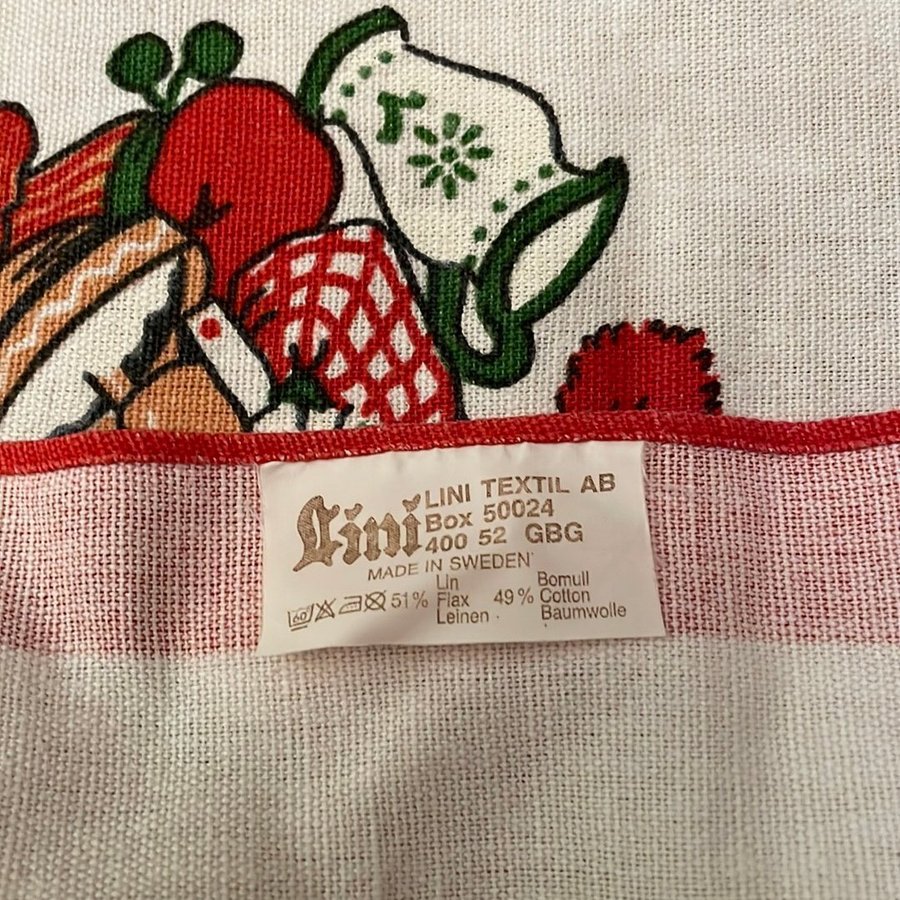 Lini
LINI TEXTIL AB
Box 50024
400 52 GBG
MADE IN SWEDEN
60 51% Lin Flax Leinen 49% Bomull Cotton Baumwolle